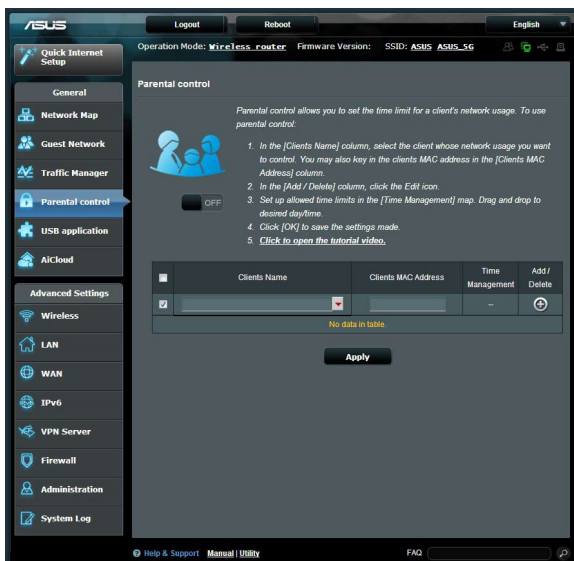 ASUS
Logout
Reboot
English
Quick Internet
Setup
Operation Mode: Wireless router Firmware Version: SSID: ASUS ASUS_5G
General
Network Map
Guest Network
Traffic Manager
Parental control
USB application
AiCloud
Advanced Settings
Wireless
LAN
WAN
IPv6
VPN Server
Firewall
Administration
System Log
Parental control
Parental control allows you to set the time limit for a client's network usage. To use
parental control:
1. In the [Clients Name] column, select the client whose network usage you want
to control. You may also key in the clients MAC address in the [Clients MAC
Address] column.
2. In the [Add / Delete] column, click the Edit icon.
3. Set up allowed time limits in the [Time Management] map. Drag and drop to
desired day/time.
4. Click [OK] to save the settings made.
5. Click to open the tutorial video.
OFF
Clients Name
Clients MAC Address
Time
Management
Add /
Delete
--
No data in table.
Apply
Help & Support Manual | Utility
FAQ